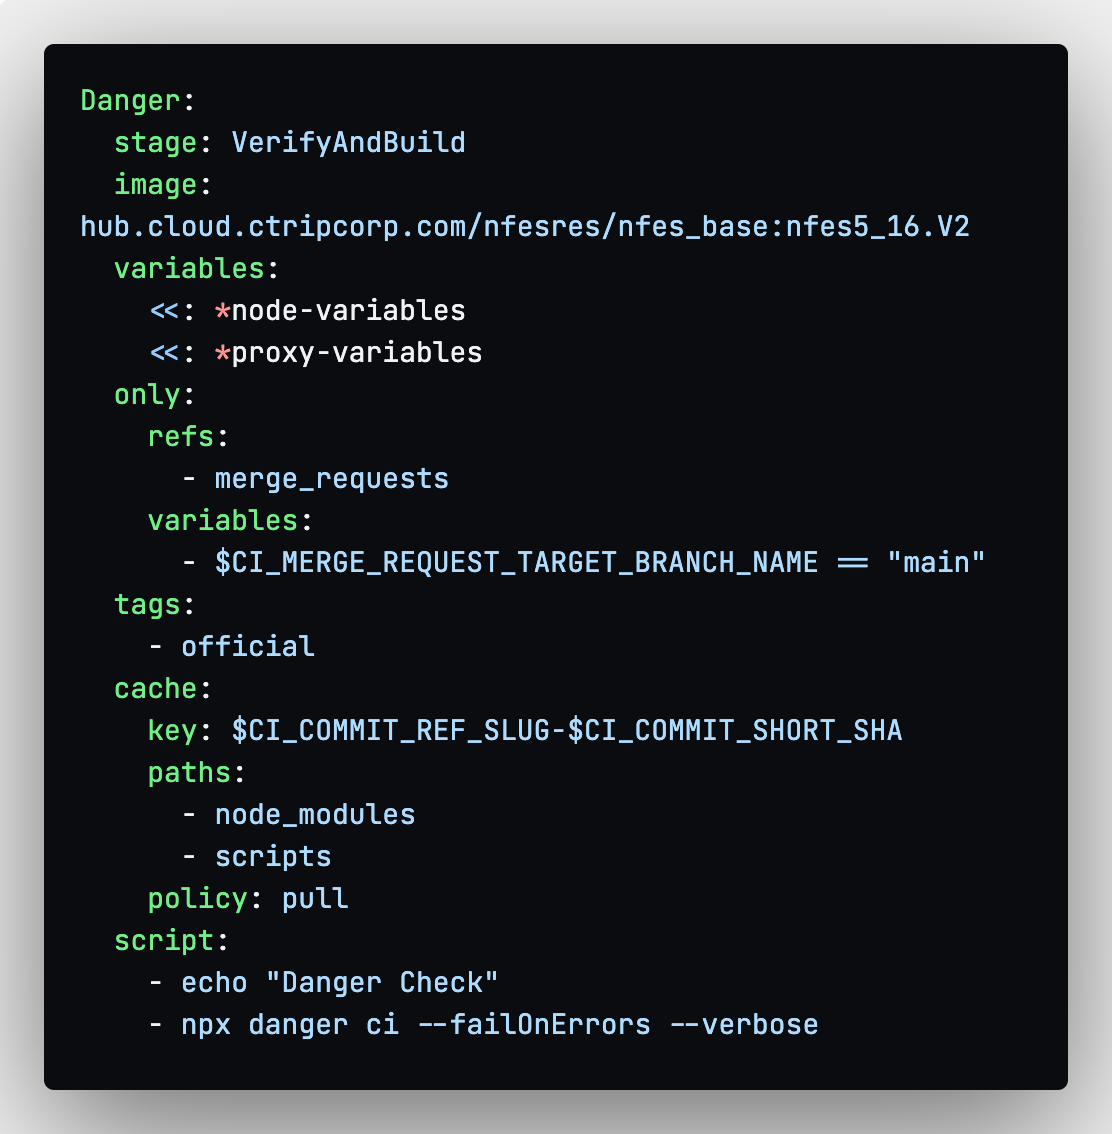 Danger:
  stage: VerifyAndBuild
  image:
hub.cloud.ctripcorp.com/nfesres/nfes_base:nfes5_16.V2
  variables:
    <<: *node-variables
    <<: *proxy-variables
  only:
    refs:
      - merge_requests
    variables:
      - $CI_MERGE_REQUEST_TARGET_BRANCH_NAME == "main"
  tags:
    - official
  cache:
    key: $CI_COMMIT_REF_SLUG-$CI_COMMIT_SHORT_SHA
    paths:
      - node_modules
      - scripts
    policy: pull
  script:
    - echo "Danger Check"
    - npx danger ci --failOnErrors --verbose